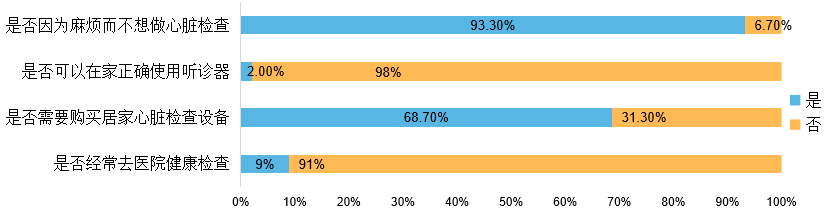 是否因为麻烦而不想做心脏检查
93.30%
6.70%
是否可以在家正确使用听诊器
2.00%
98%
是否需要购买居家心脏检查设备
68.70%
31.30%
是否经常去医院健康检查
9%
91%
是
否
0% 10% 20% 30% 40% 50% 60% 70% 80% 90% 100%